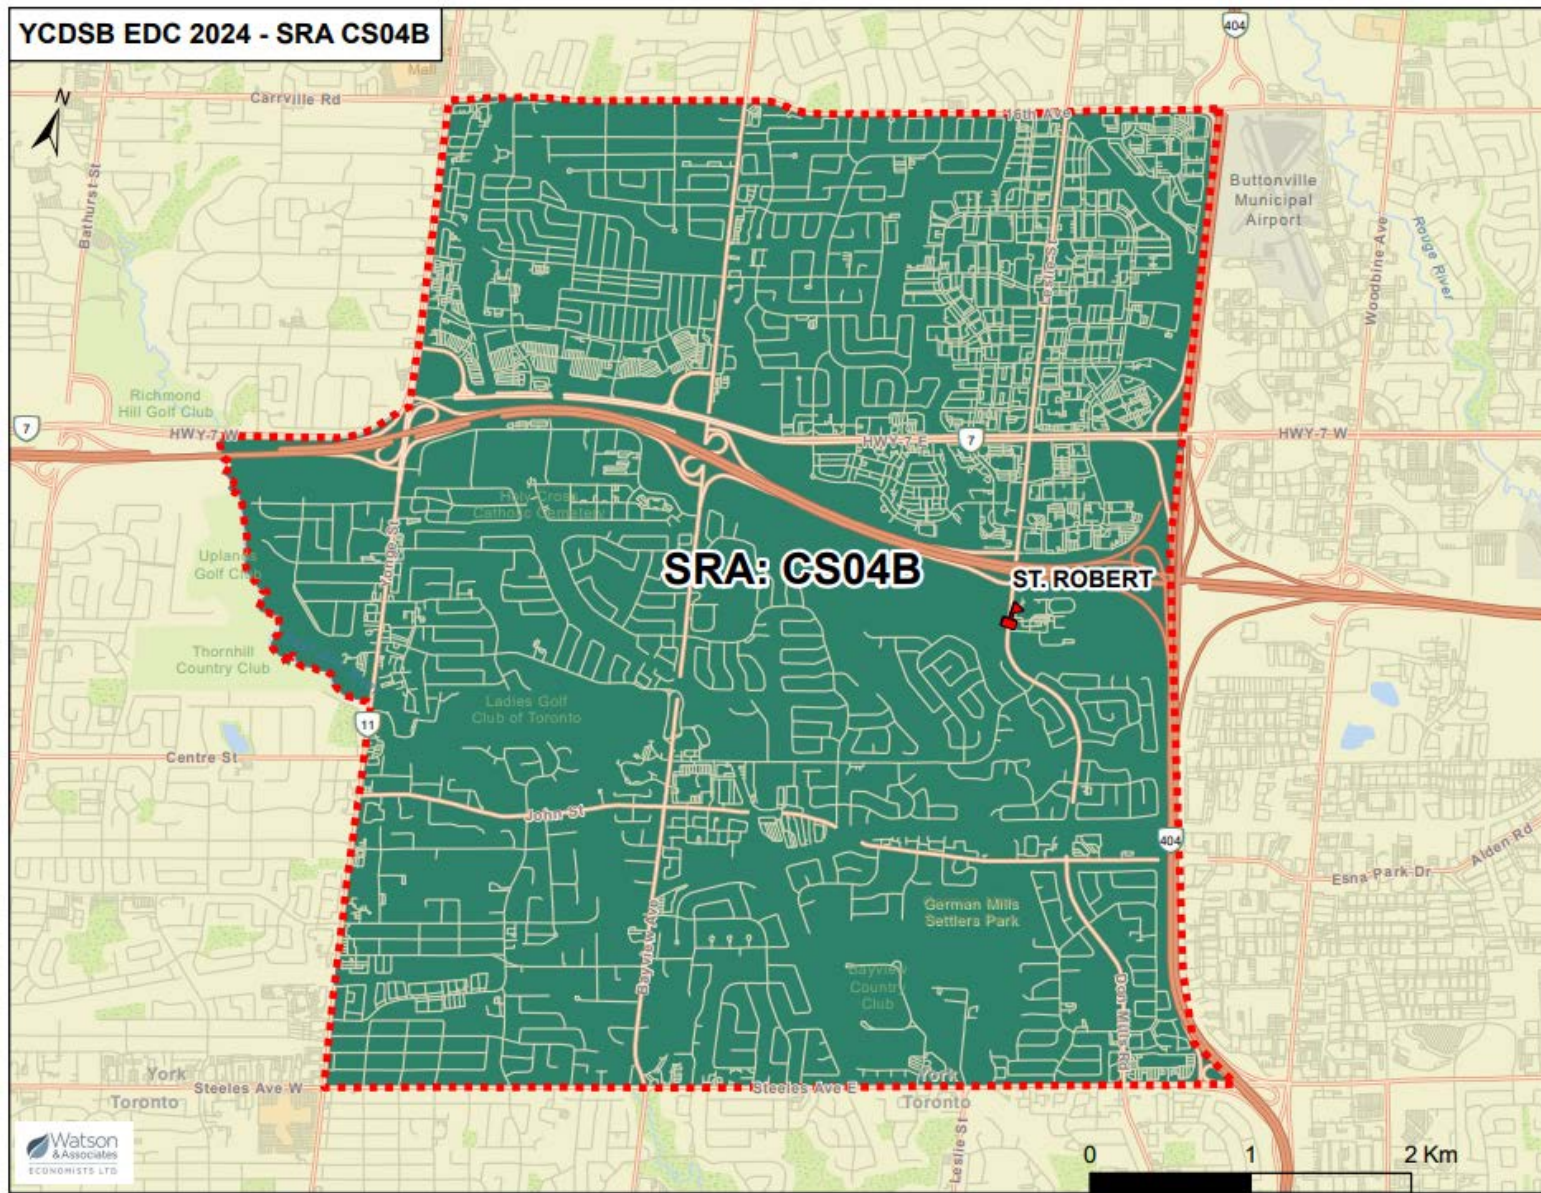 YCDSB EDC 2024 - SRA CS04B
404
Mall
Carrville Rd
16th Ave
N
Bathurst St
Buttonville
Municipal
Airport
Woodbine Ave
Rouge River
Leslie St
Richmond
Hill Golf Club
7
HWY-7 W
HWY-7 E
7
HWY-7 W
Holy Cross
Catholic Cemetery
Yonge St
Uplands
Golf Club
SRA: CS04B
ST. ROBERT
Thornhill
Country Club
Ladies Golf
Club of Toronto
11
Centre St
John St
404
Alden Rd
Esna Park Dr
German Mills
Settlers Park
Bayview Ave
Bayview
Country
Club
Don Mills Rd
York
Steeles Ave W
Toronto
Steeles Ave E
York
Toronto
Leslie St
Watson
& Associates
ECONOMISTS LTD
0 1 2 Km